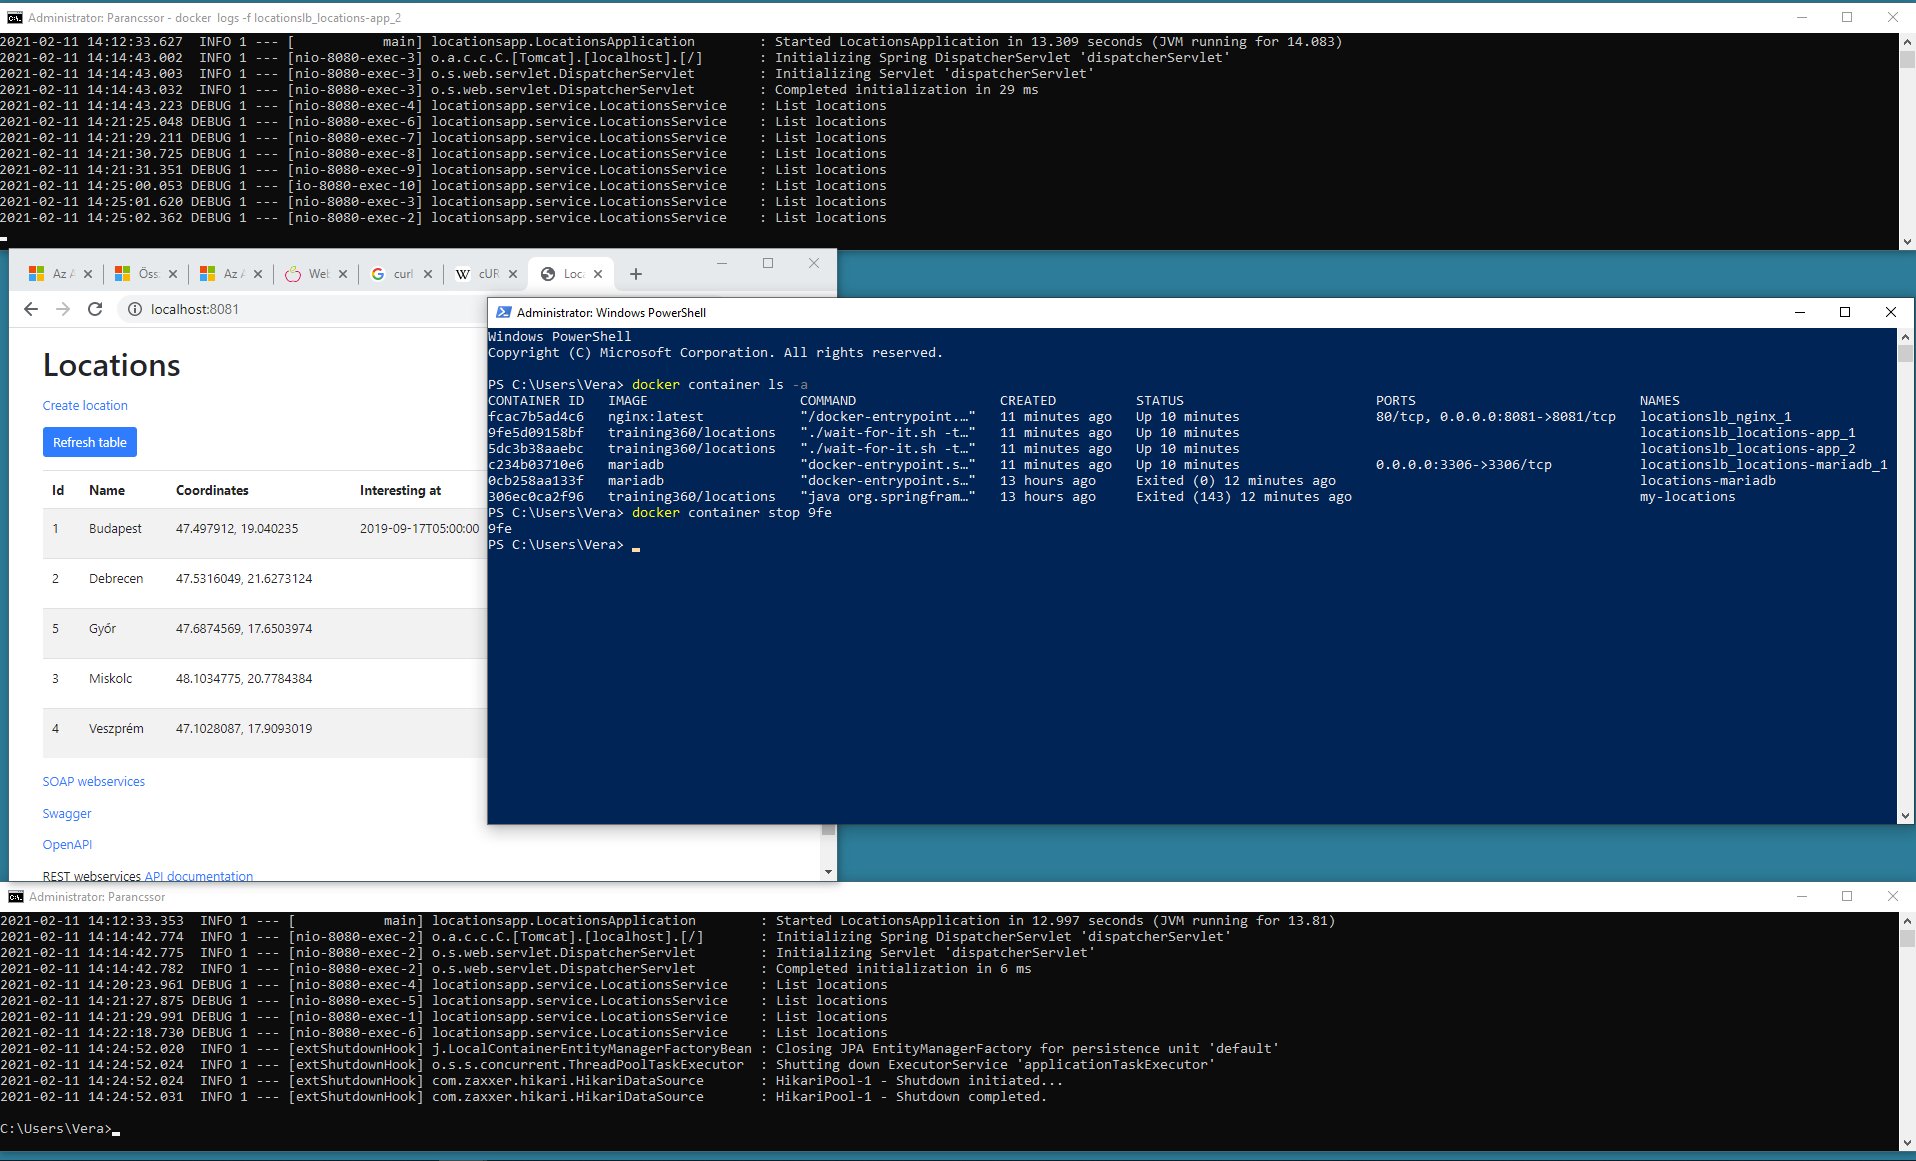 Administrator: Parancssor - docker  logs -f locationslb_locations-app_2
2021-02-11 14:12:33.627  INFO 1 --- [           main] locationsapp.LocationsApplication        : Started LocationsApplication in 13.309 seconds (JVM running for 14.083)
2021-02-11 14:14:43.002  INFO 1 --- [nio-8080-exec-3] o.a.c.c.C.[Tomcat].[localhost].[/]       : Initializing Spring DispatcherServlet 'dispatcherServlet'
2021-02-11 14:14:43.003  INFO 1 --- [nio-8080-exec-3] o.s.web.servlet.DispatcherServlet        : Initializing Servlet 'dispatcherServlet'
2021-02-11 14:14:43.032  INFO 1 --- [nio-8080-exec-3] o.s.web.servlet.DispatcherServlet        : Completed initialization in 29 ms
2021-02-11 14:14:43.223 DEBUG 1 --- [nio-8080-exec-4] locationsapp.service.LocationsService    : List locations
2021-02-11 14:21:25.048 DEBUG 1 --- [nio-8080-exec-6] locationsapp.service.LocationsService    : List locations
2021-02-11 14:21:29.211 DEBUG 1 --- [nio-8080-exec-7] locationsapp.service.LocationsService    : List locations
2021-02-11 14:21:30.725 DEBUG 1 --- [nio-8080-exec-8] locationsapp.service.LocationsService    : List locations
2021-02-11 14:21:31.351 DEBUG 1 --- [nio-8080-exec-9] locationsapp.service.LocationsService    : List locations
2021-02-11 14:25:00.053 DEBUG 1 --- [io-8080-exec-10] locationsapp.service.LocationsService    : List locations
2021-02-11 14:25:01.620 DEBUG 1 --- [nio-8080-exec-3] locationsapp.service.LocationsService    : List locations
2021-02-11 14:25:02.362 DEBUG 1 --- [nio-8080-exec-2] locationsapp.service.LocationsService    : List locations
Az Öss Az Web curl cUR Loc
localhost:8081
Locations
Create location
Refresh table
Id Name Coordinates Interesting at
1 Budapest 47.497912, 19.040235 2019-09-17T05:00:00
2 Debrecen 47.5316049, 21.6273124
5 Győr 47.6874569, 17.6503974
3 Miskolc 48.1034775, 20.7784384
4 Veszprém 47.1028087, 17.9093019
SOAP webservices
Swagger
OpenAPI
REST webservices API documentation
Administrator: Windows PowerShell
Windows PowerShell
Copyright (C) Microsoft Corporation. All rights reserved.
PS C:\Users\Vera> docker container ls -a
CONTAINER ID   IMAGE                   COMMAND                  CREATED          STATUS                        PORTS                            NAMES
fcac7b5ad4c6   nginx:latest            "/docker-entrypoint.…"   11 minutes ago   Up 10 minutes                 80/tcp, 0.0.0.0:8081->8081/tcp   locationslb_nginx_1
9fe5d09158bf   training360/locations   "./wait-for-it.sh -t…"   11 minutes ago   Up 10 minutes                                                  locationslb_locations-app_1
5dc3b38aaebc   training360/locations   "./wait-for-it.sh -t…"   11 minutes ago   Up 10 minutes                                                  locationslb_locations-app_2
c234b03710e6   mariadb                 "docker-entrypoint.s…"   11 minutes ago   Up 10 minutes                 0.0.0.0:3306->3306/tcp           locationslb_locations-mariadb_1
0cb258aa133f   mariadb                 "docker-entrypoint.s…"   13 hours ago     Exited (0) 12 minutes ago                                      locations-mariadb
306ec0ca2f96   training360/locations   "java org.springfram…"   13 hours ago     Exited (143) 12 minutes ago                                    my-locations
PS C:\Users\Vera> docker container stop 9fe
9fe
PS C:\Users\Vera>
Administrator: Parancssor
2021-02-11 14:12:33.353  INFO 1 --- [           main] locationsapp.LocationsApplication        : Started LocationsApplication in 12.997 seconds (JVM running for 13.81)
2021-02-11 14:14:42.774  INFO 1 --- [nio-8080-exec-2] o.a.c.c.C.[Tomcat].[localhost].[/]       : Initializing Spring DispatcherServlet 'dispatcherServlet'
2021-02-11 14:14:42.775  INFO 1 --- [nio-8080-exec-2] o.s.web.servlet.DispatcherServlet        : Initializing Servlet 'dispatcherServlet'
2021-02-11 14:14:42.782  INFO 1 --- [nio-8080-exec-2] o.s.web.servlet.DispatcherServlet        : Completed initialization in 6 ms
2021-02-11 14:20:23.961 DEBUG 1 --- [nio-8080-exec-4] locationsapp.service.LocationsService    : List locations
2021-02-11 14:21:27.875 DEBUG 1 --- [nio-8080-exec-5] locationsapp.service.LocationsService    : List locations
2021-02-11 14:21:29.991 DEBUG 1 --- [nio-8080-exec-1] locationsapp.service.LocationsService    : List locations
2021-02-11 14:22:18.730 DEBUG 1 --- [nio-8080-exec-6] locationsapp.service.LocationsService    : List locations
2021-02-11 14:24:52.020  INFO 1 --- [extShutdownHook] j.LocalContainerEntityManagerFactoryBean : Closing JPA EntityManagerFactory for persistence unit 'default'
2021-02-11 14:24:52.024  INFO 1 --- [extShutdownHook] o.s.s.concurrent.ThreadPoolTaskExecutor  : Shutting down ExecutorService 'applicationTaskExecutor'
2021-02-11 14:24:52.024  INFO 1 --- [extShutdownHook] com.zaxxer.hikari.HikariDataSource       : HikariPool-1 - Shutdown initiated...
2021-02-11 14:24:52.031  INFO 1 --- [extShutdownHook] com.zaxxer.hikari.HikariDataSource       : HikariPool-1 - Shutdown completed.
C:\Users\Vera>